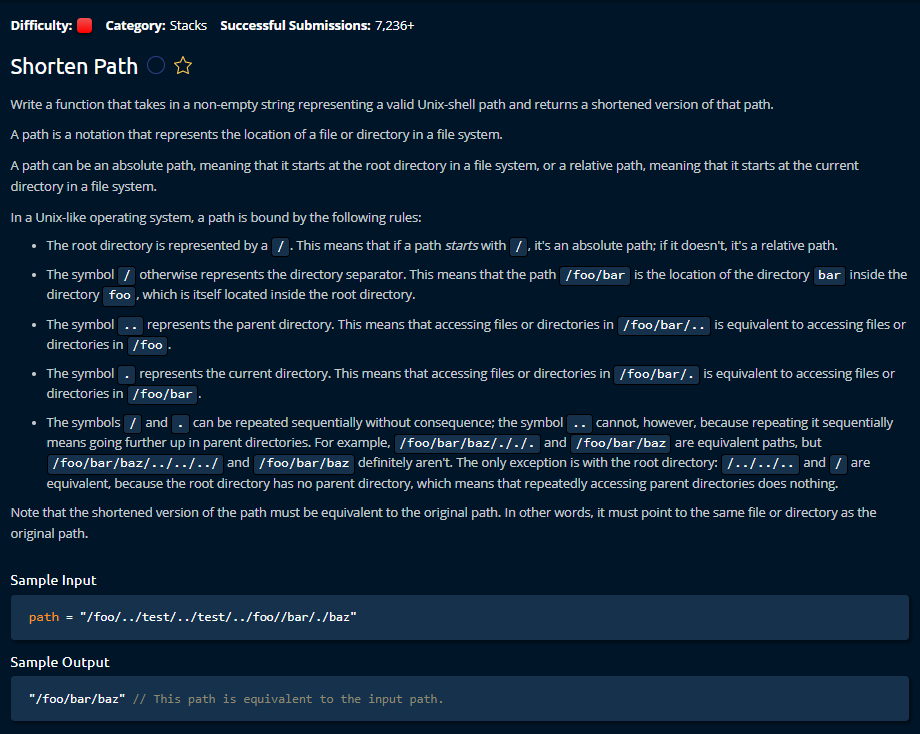 Difficulty: Category: Stacks Successful Submissions: 7,236+
Shorten Path
Write a function that takes in a non-empty string representing a valid Unix-shell path and returns a shortened version of that path.
A path is a notation that represents the location of a file or directory in a file system.
A path can be an absolute path, meaning that it starts at the root directory in a file system, or a relative path, meaning that it starts at the current
directory in a file system.
In a Unix-like operating system, a path is bound by the following rules:
• The root directory is represented by a / . This means that if a path starts with / , it's an absolute path; if it doesn't, it's a relative path.
• The symbol / otherwise represents the directory separator. This means that the path /foo/bar is the location of the directory bar inside the
directory foo , which is itself located inside the root directory.
• The symbol .. represents the parent directory. This means that accessing files or directories in /foo/bar/.. is equivalent to accessing files or
directories in /foo .
• The symbol . represents the current directory. This means that accessing files or directories in /foo/bar/. is equivalent to accessing files or
directories in /foo/bar .
• The symbols / and . can be repeated sequentially without consequence; the symbol .. cannot, however, because repeating it sequentially
means going further up in parent directories. For example, /foo/bar/baz/././. and /foo/bar/baz are equivalent paths, but
/foo/bar/baz/../../../ and /foo/bar/baz definitely aren't. The only exception is with the root directory: /../../.. and / are
equivalent, because the root directory has no parent directory, which means that repeatedly accessing parent directories does nothing.
Note that the shortened version of the path must be equivalent to the original path. In other words, it must point to the same file or directory as the
original path.
Sample Input
path = "/foo/../test/../test/../foo//bar/./baz"
Sample Output
"/foo/bar/baz" // This path is equivalent to the input path.